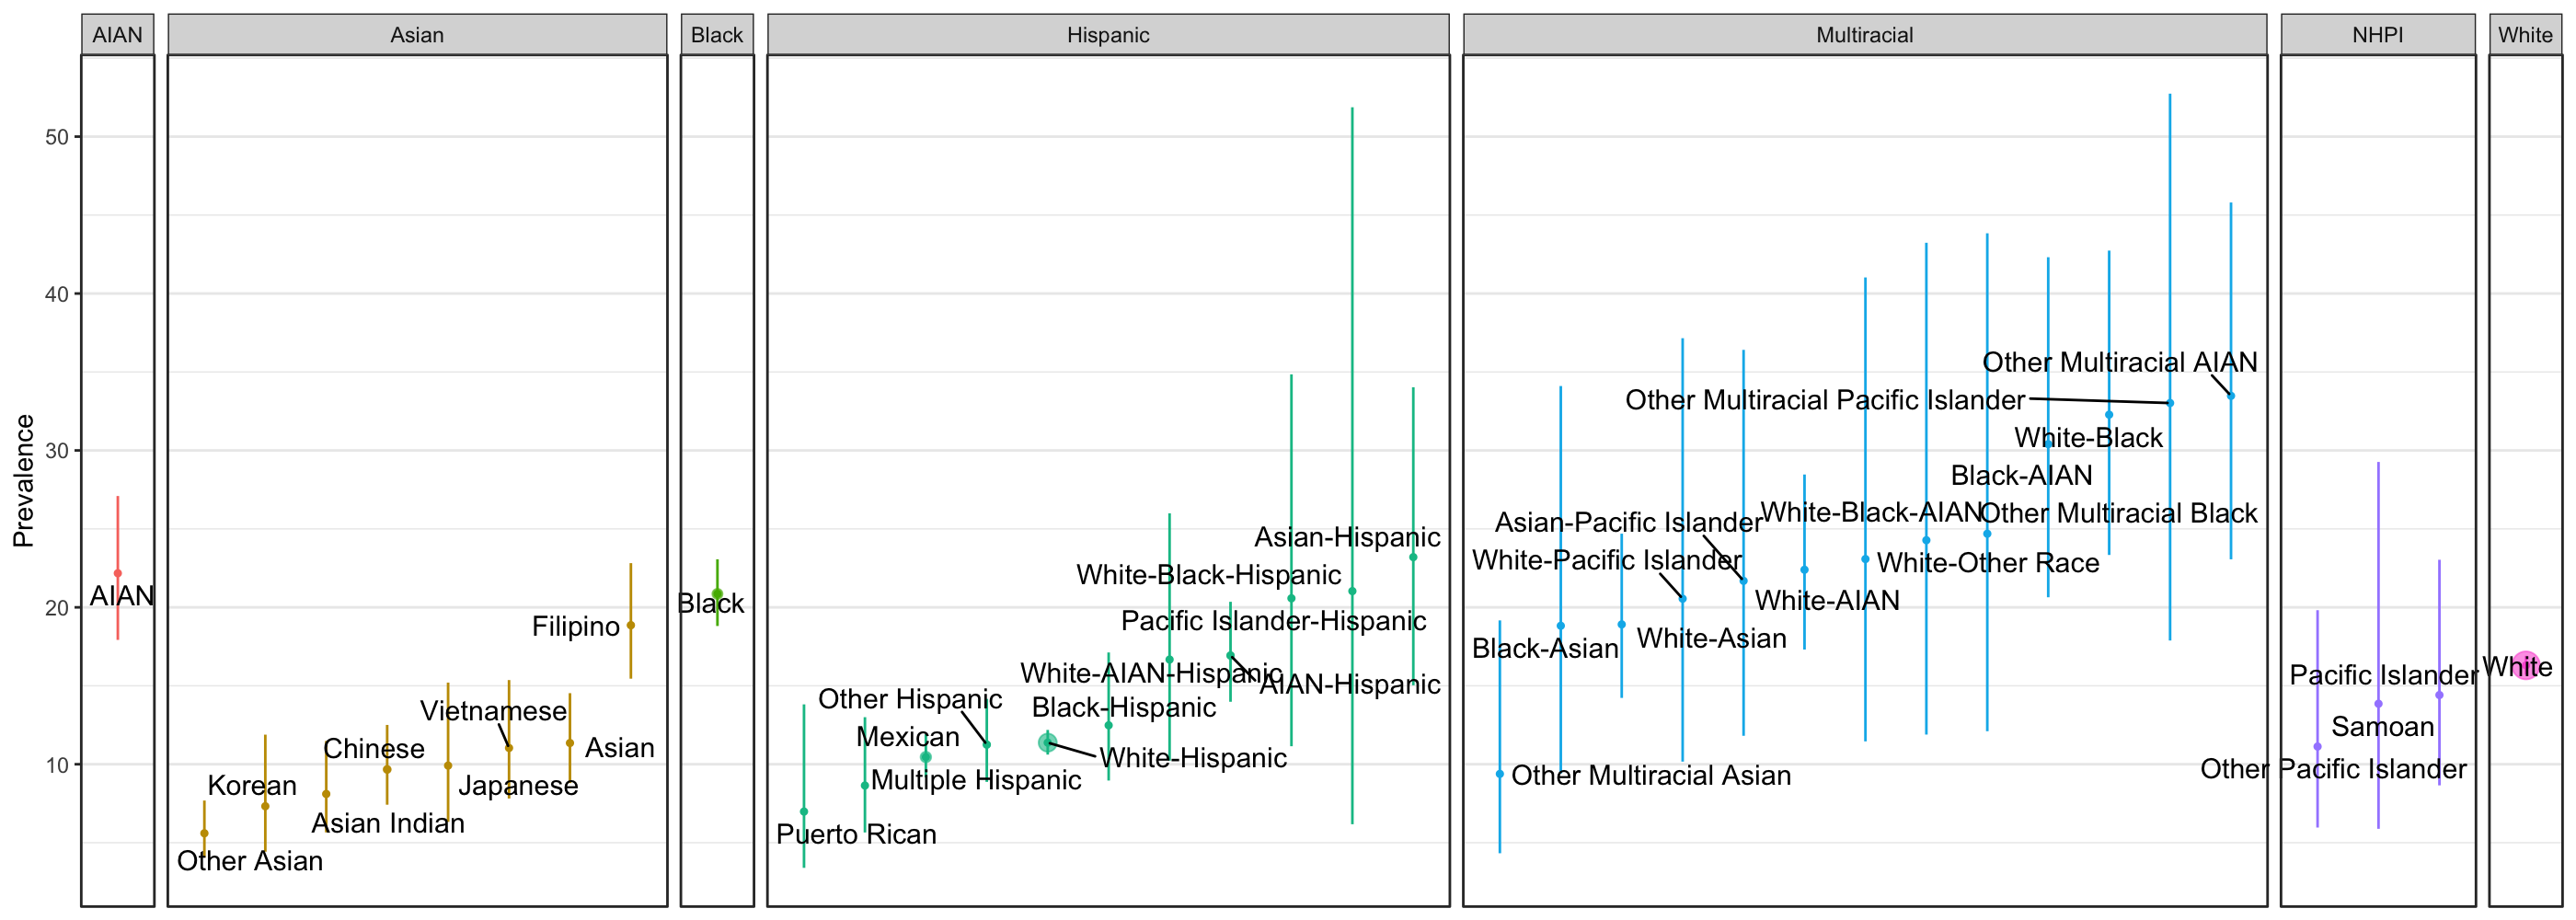 AIAN
Asian
Black
Hispanic
Multiracial
NHPI
White
Prevalence
50
40
30
20
10
AIAN
Other Asian
Korean
Asian Indian
Chinese
Japanese
Vietnamese
Asian
Filipino
Black
Puerto Rican
Multiple Hispanic
Mexican
Other Hispanic
White-Hispanic
Black-Hispanic
White-AIAN-Hispanic
AIAN-Hispanic
Pacific Islander-Hispanic
White-Black-Hispanic
Asian-Hispanic
Other Multiracial Asian
Black-Asian
White-Asian
White-Pacific Islander
Asian-Pacific Islander
White-AIAN
White-Other Race
White-Black-AIAN
Other Multiracial Black
Black-AIAN
White-Black
Other Multiracial Pacific Islander
Other Multiracial AIAN
Other Pacific Islander
Samoan
Pacific Islander
White